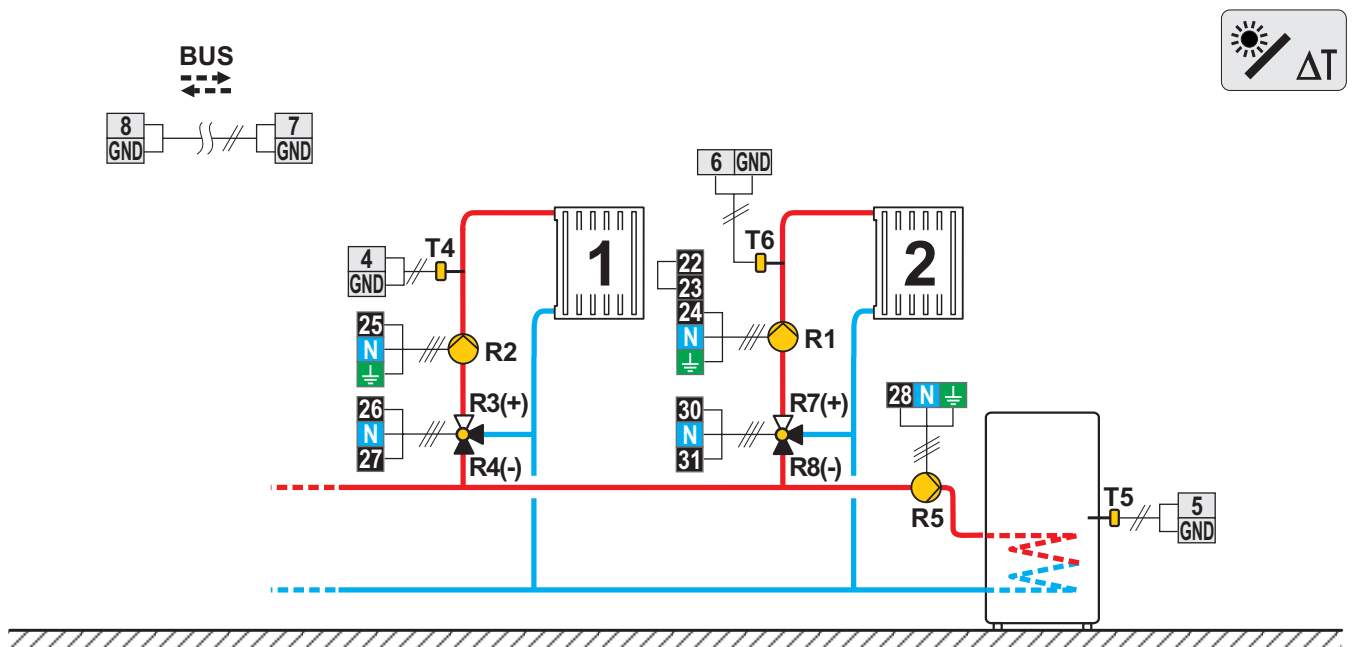 BUS
ΔT
8
GND
7
GND
6 GND
T4
4
GND
1
T6
2
22
23
24
N
25
N
R2
R1
26
N
27
R3(+)
R4(-)
30
N
31
R7(+)
R8(-)
28 N
R5
T5
5
GND